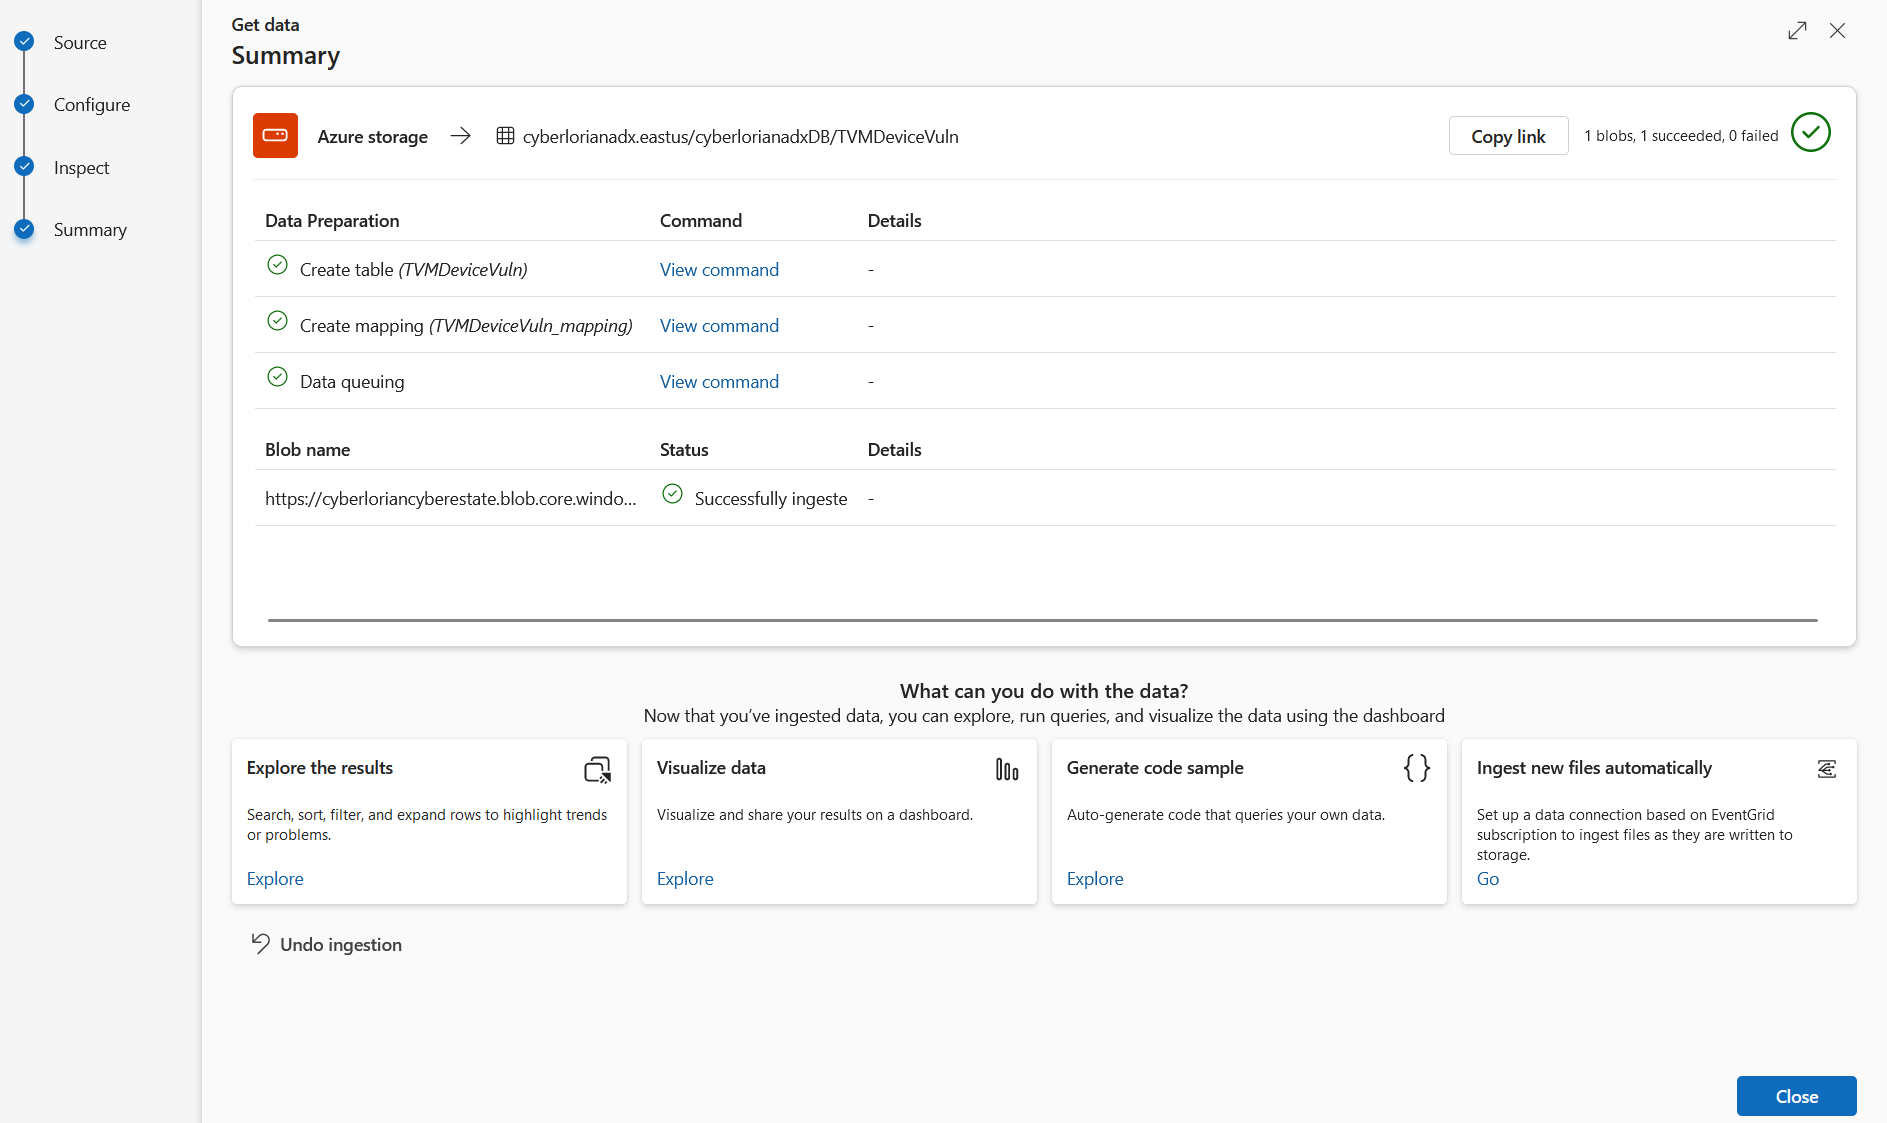 Source
Configure
Inspect
Summary
Get data
Summary
Azure storage
cyberlorianadx.eastus/cyberlorianadxDB/TVMDeviceVuln
Copy link
1 blobs, 1 succeeded, 0 failed
Data Preparation Command Details
Create table (TVMDeviceVuln) View command -
Create mapping (TVMDeviceVuln_mapping) View command -
Data queuing View command -
Blob name Status Details
https://cyberloriancyberestate.blob.core.windo... Successfully ingeste -
What can you do with the data?
Now that you've ingested data, you can explore, run queries, and visualize the data using the dashboard
Explore the results
Search, sort, filter, and expand rows to highlight trends
or problems.
Explore
Visualize data
Visualize and share your results on a dashboard.
Explore
Generate code sample
Auto-generate code that queries your own data.
Explore
Ingest new files automatically
Set up a data connection based on EventGrid
subscription to ingest files as they are written to
storage.
Go
Undo ingestion
Close